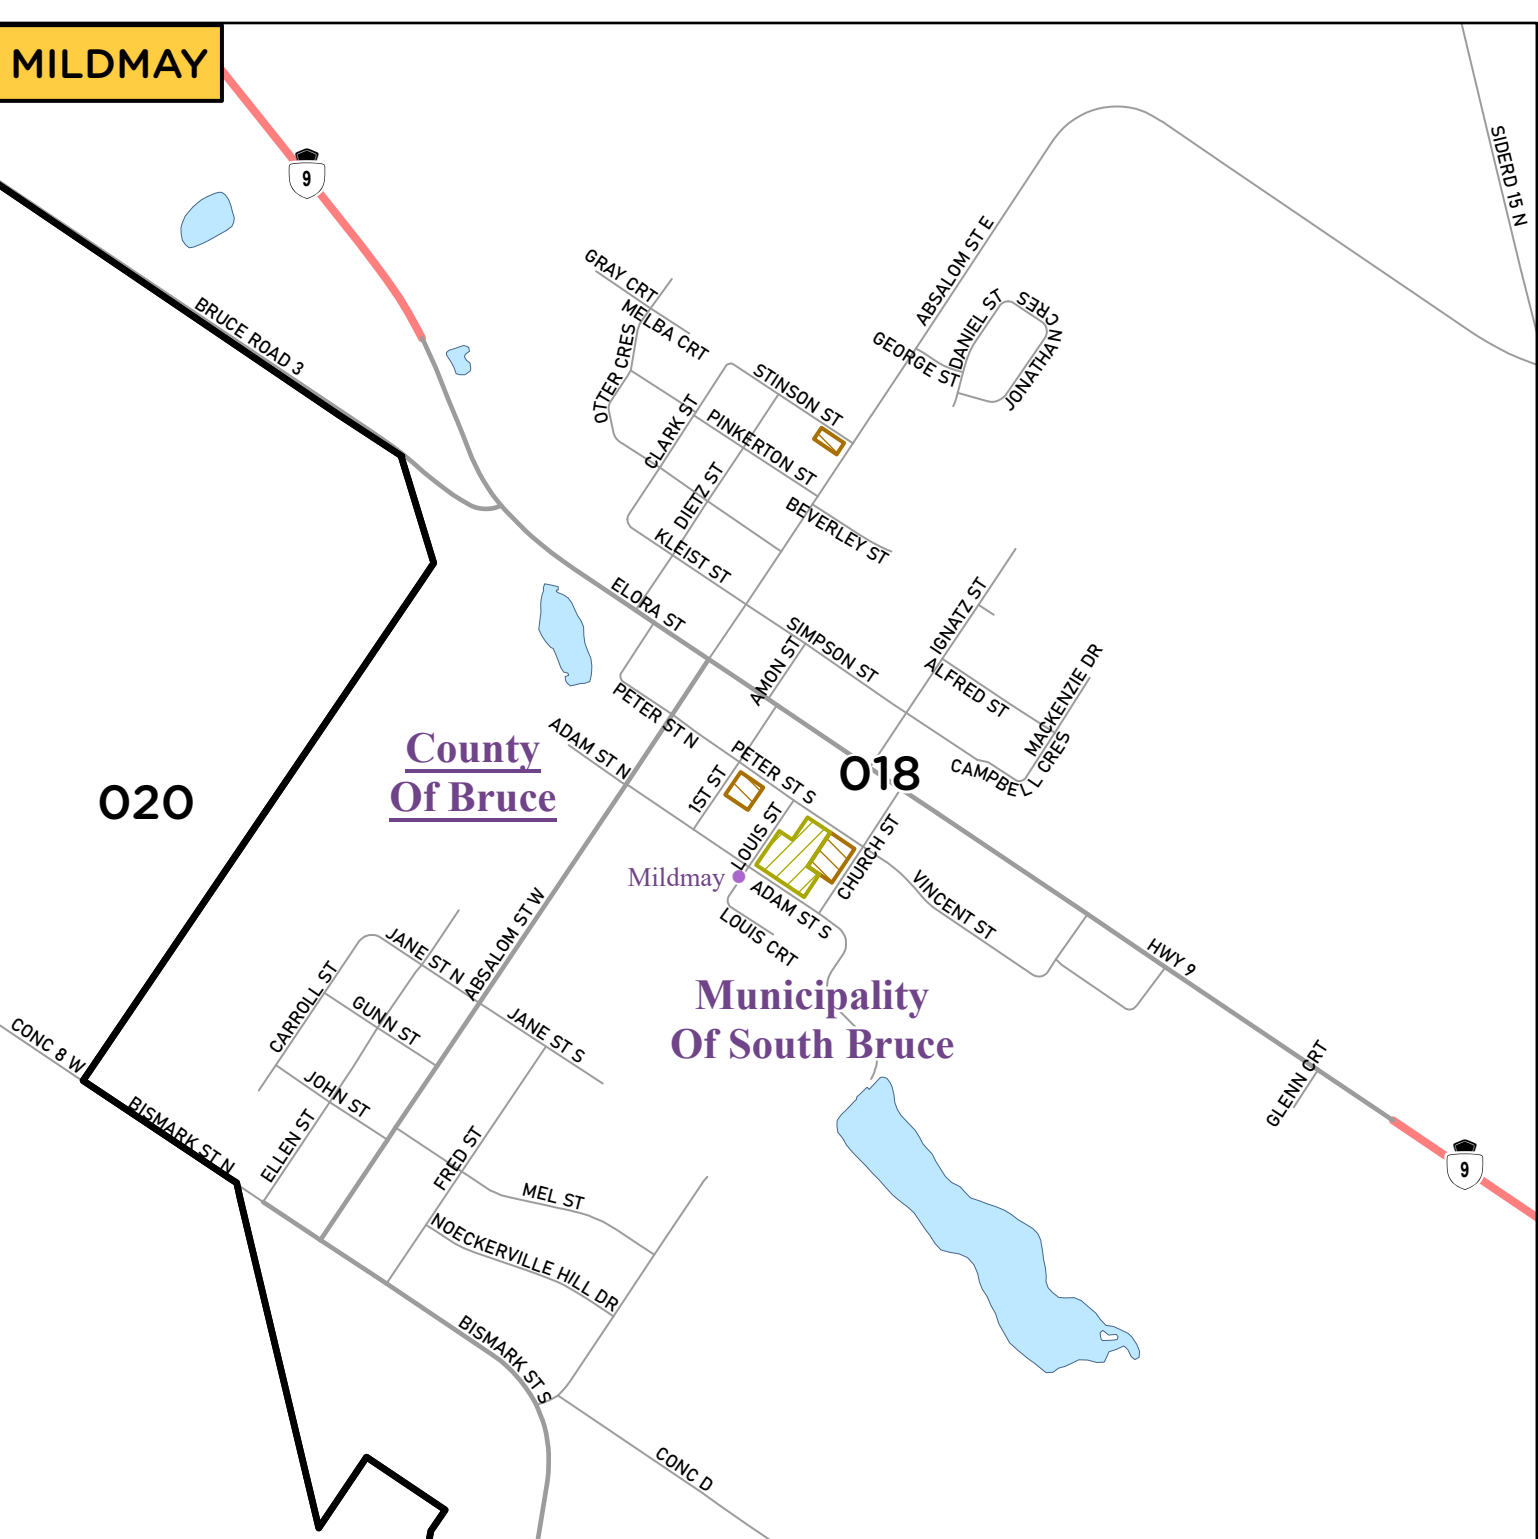 MILDMAY
9
SIDERD 15 N
BRUCE ROAD 3
GRAY CRT
MELBA CRT
OTTER CRES
ABSALOM ST E
GEORGE ST
DANIEL ST
JONATHAN CRES
STINSON ST
CLARK ST
PINKERTON ST
DIETZ ST
BEVERLEY ST
KLEIST ST
ELORA ST
SIMPSON ST
AMON ST
IGNATZ ST
ALFRED ST
MACKENZIE DR
CAMPBELL CRES
PETER ST N
ADAM ST N
PETER ST S
1ST ST
LOUIS ST
CHURCH ST
018
020
County
Of Bruce
Mildmay
ADAM ST S
LOUIS CRT
VINCENT ST
HWY 9
ABSALOM ST W
JANE ST N
CARROLL ST
GUNN ST
JANE ST S
Municipality
Of South Bruce
CONC 8 W
JOHN ST
BISMARK ST N
ELLEN ST
FRED ST
MEL ST
GLENN CRT
9
NOECKERVILLE HILL DR
BISMARK ST S
CONC D